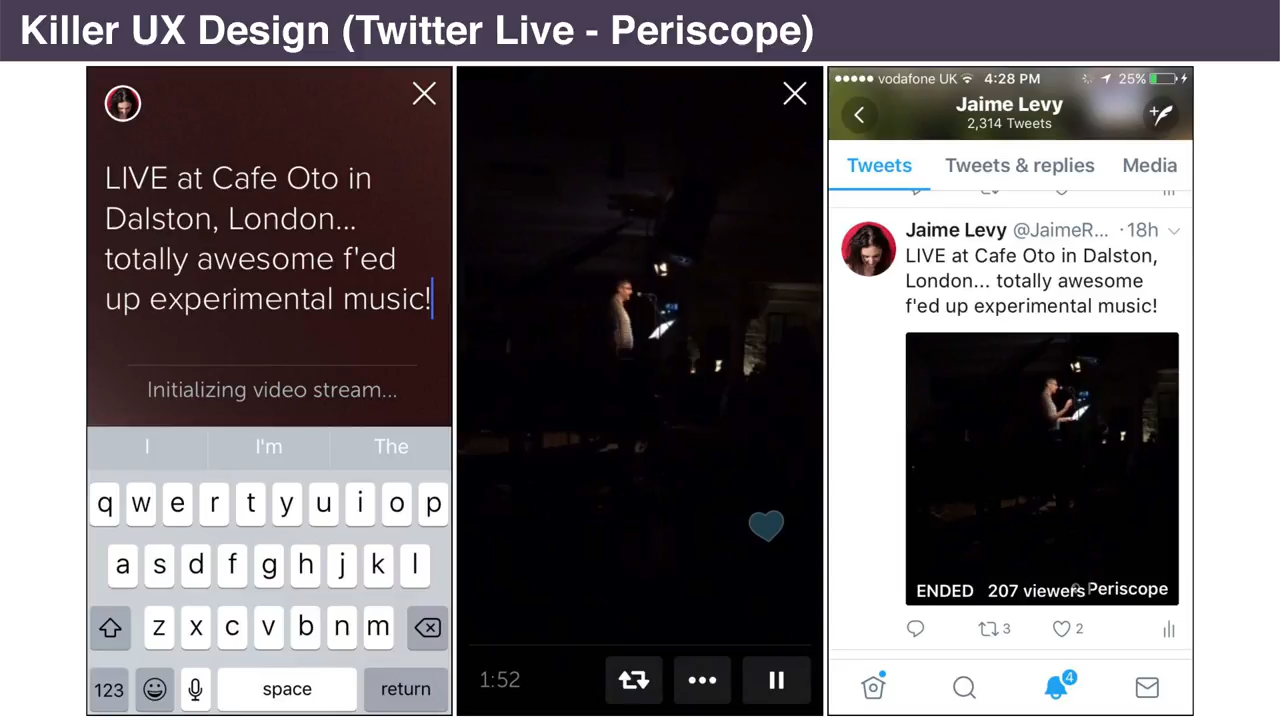 Killer UX Design (Twitter Live - Periscope)
LIVE at Cafe Oto in
Dalston, London...
totally awesome f'ed
up experimental music!
Initializing video stream...
I I'm The
q w e r t y u i o p
a s d f g h j k l
z x c v b n m
123 space return
1:52
vodafone UK 4:28 PM 25%
Jaime Levy
2,314 Tweets
Tweets Tweets & replies Media
Jaime Levy @JaimeR... · 18h
LIVE at Cafe Oto in Dalston,
London... totally awesome
f'ed up experimental music!
ENDED 207 viewers Periscope
3 2
4